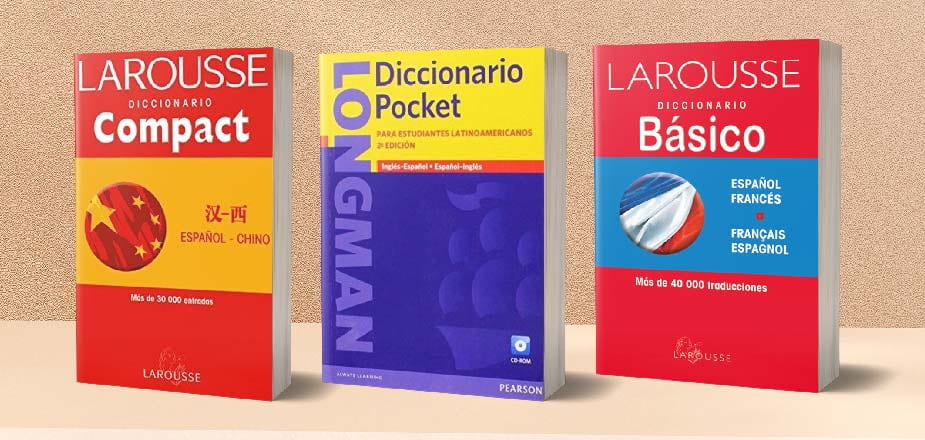 LAROUSSE
DICCIONARIO
Compact
汉-西
ESPAÑOL - CHINO
Más de 30 000 entradas
LAROUSSE
LONGMAN
Diccionario
Pocket
PARA ESTUDIANTES LATINOAMERICANOS
2ª EDICIÓN
Inglés-Español • Español-Inglés
CD-ROM
ALWAYS LEARNING
PEARSON
LAROUSSE
DICCIONARIO
Básico
ESPAÑOL
FRANCÉS
FRANÇAIS
ESPAGNOL
Más de 40 000 traducciones
LAROUSSE